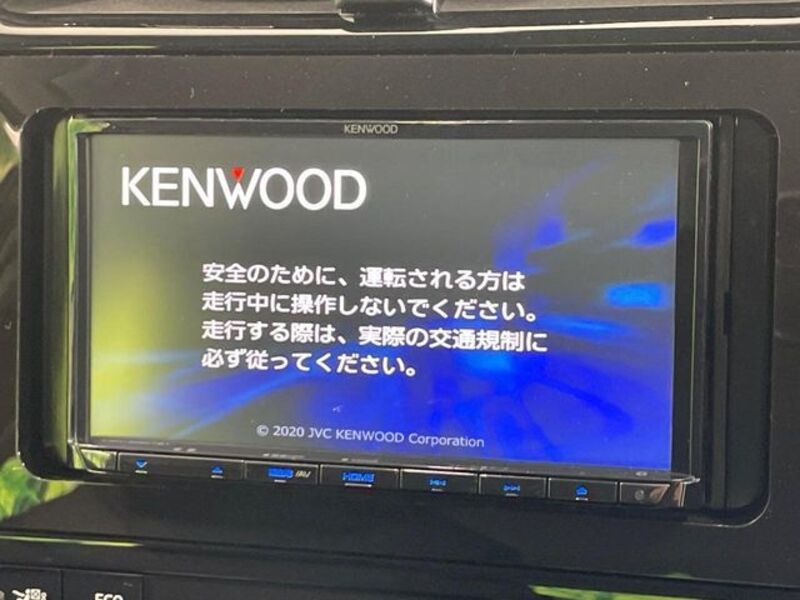 KENWOOD
KENWOOD
安全のために、運転される方は
走行中に操作しないでください。
走行する際は、実際の交通規制に
必ず従ってください。
© 2020 JVC KENWOOD Corporation
HOME
ECO